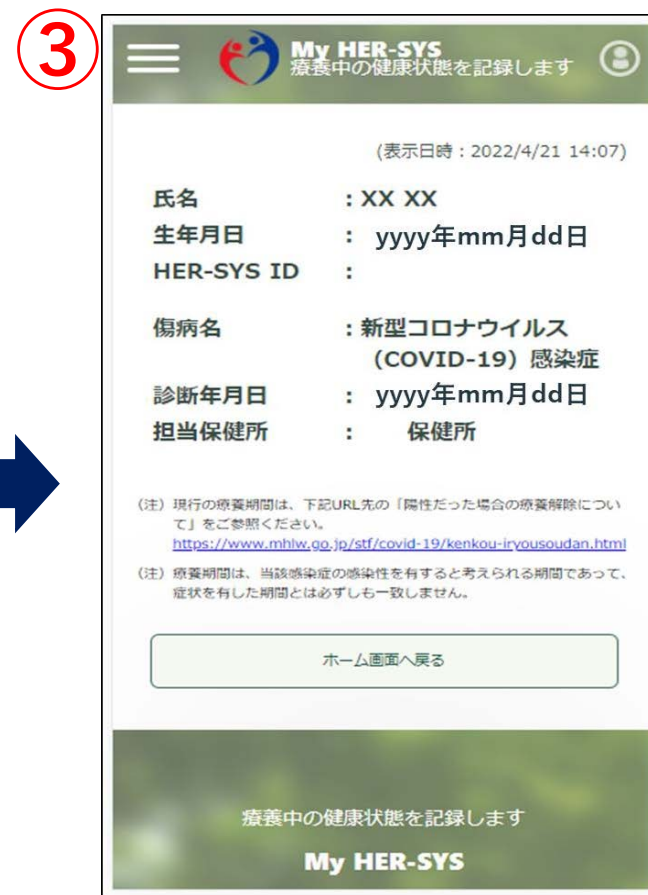 ③
My HER-SYS
療養中の健康状態を記録します
(表示日時：2022/4/21 14:07)
氏名 ：XX XX
生年月日 ： yyyy年mm月dd日
HER-SYS ID ：
傷病名 ：新型コロナウイルス
（COVID-19）感染症
診断年月日 ： yyyy年mm月dd日
担当保健所 ： 保健所
（注）現行の療養期間は、下記URL先の「陽性だった場合の療養解除につい
て」をご参照ください。
https://www.mhlw.go.jp/stf/covid-19/kenkou-iryousoudan.html
（注）療養期間は、当該感染症の感染性を有すると考えられる期間であって、
症状を有した期間とは必ずしも一致しません。
ホーム画面へ戻る
療養中の健康状態を記録します
My HER-SYS